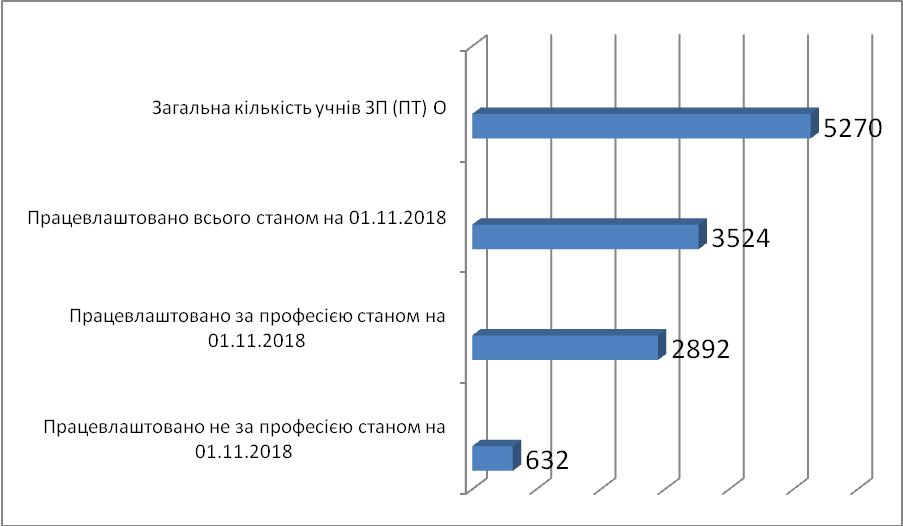 Загальна кількість учнів ЗП (ПТ) О
5270
Працевлаштовано всього станом на 01.11.2018
3524
Працевлаштовано за професією станом на
01.11.2018
2892
Працевлаштовано не за професією станом на
01.11.2018
632